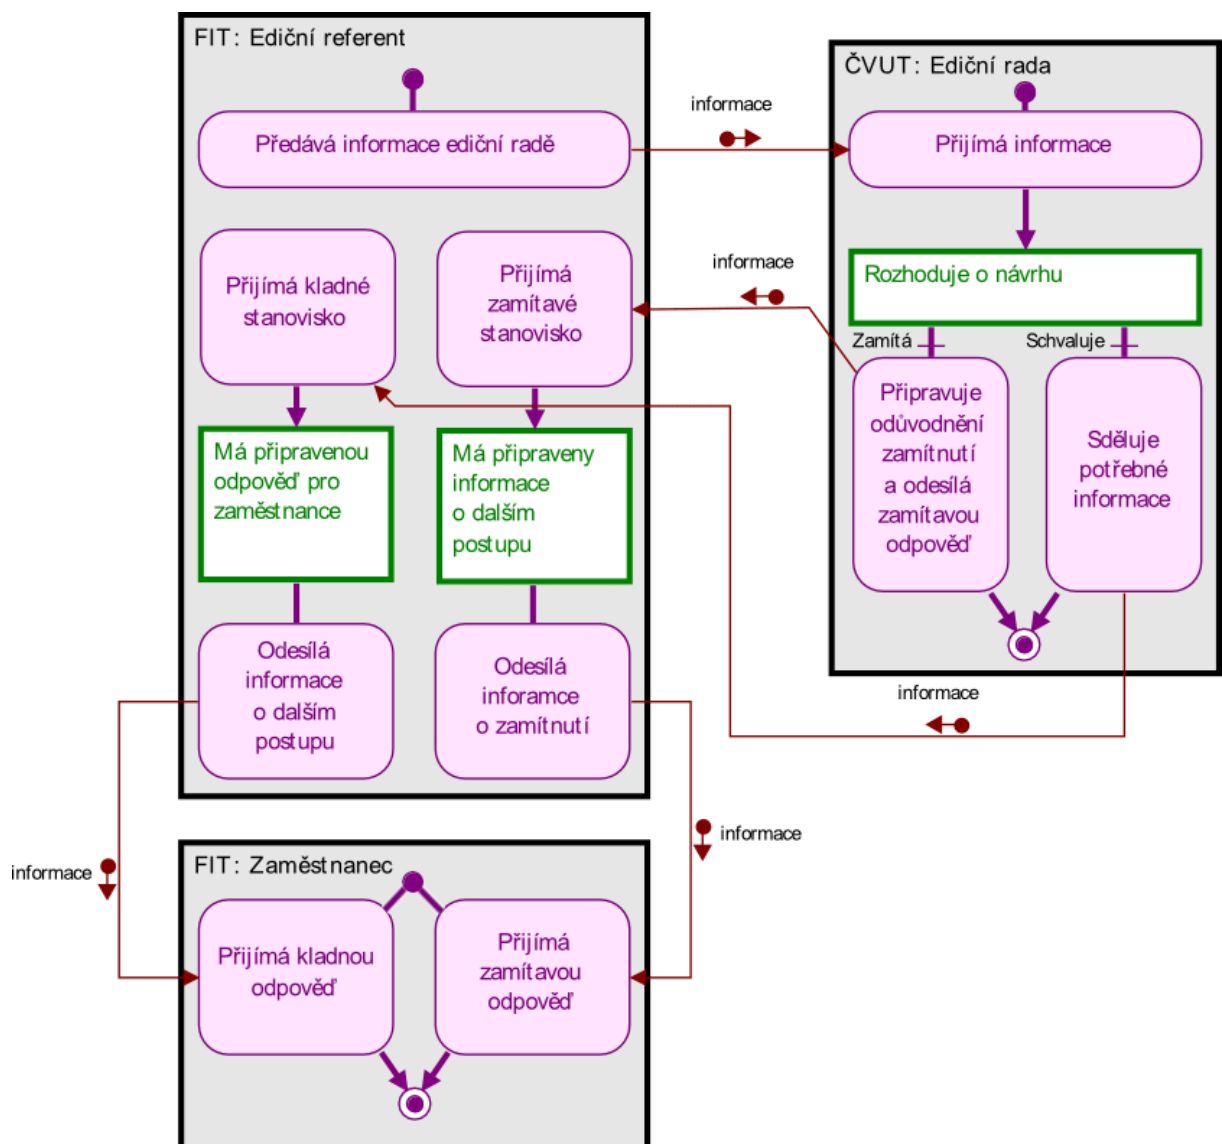 FIT: Ediční referent
Předává informace ediční radě
informace
ČVUT: Ediční rada
Přijímá informace
Přijímá kladné
stanovisko
Přijímá
zamítavé
stanovisko
informace
Rozhoduje o návrhu
Zamítá
Schvaluje
Připravuje
odůvodnění
zamítnutí
a odesílá
zamítavou
odpověď
Sděluje
potřebné
informace
Má připravenou
odpověď pro
zaměstnance
Má připraveny
informace
o dalším
postupu
Odesílá
informace
o dalším
postupu
Odesílá
inforamce
o zamítnutí
informace
informace
informace
FIT: Zaměstnanec
Přijímá kladnou
odpověď
Přijímá
zamítavou
odpověď